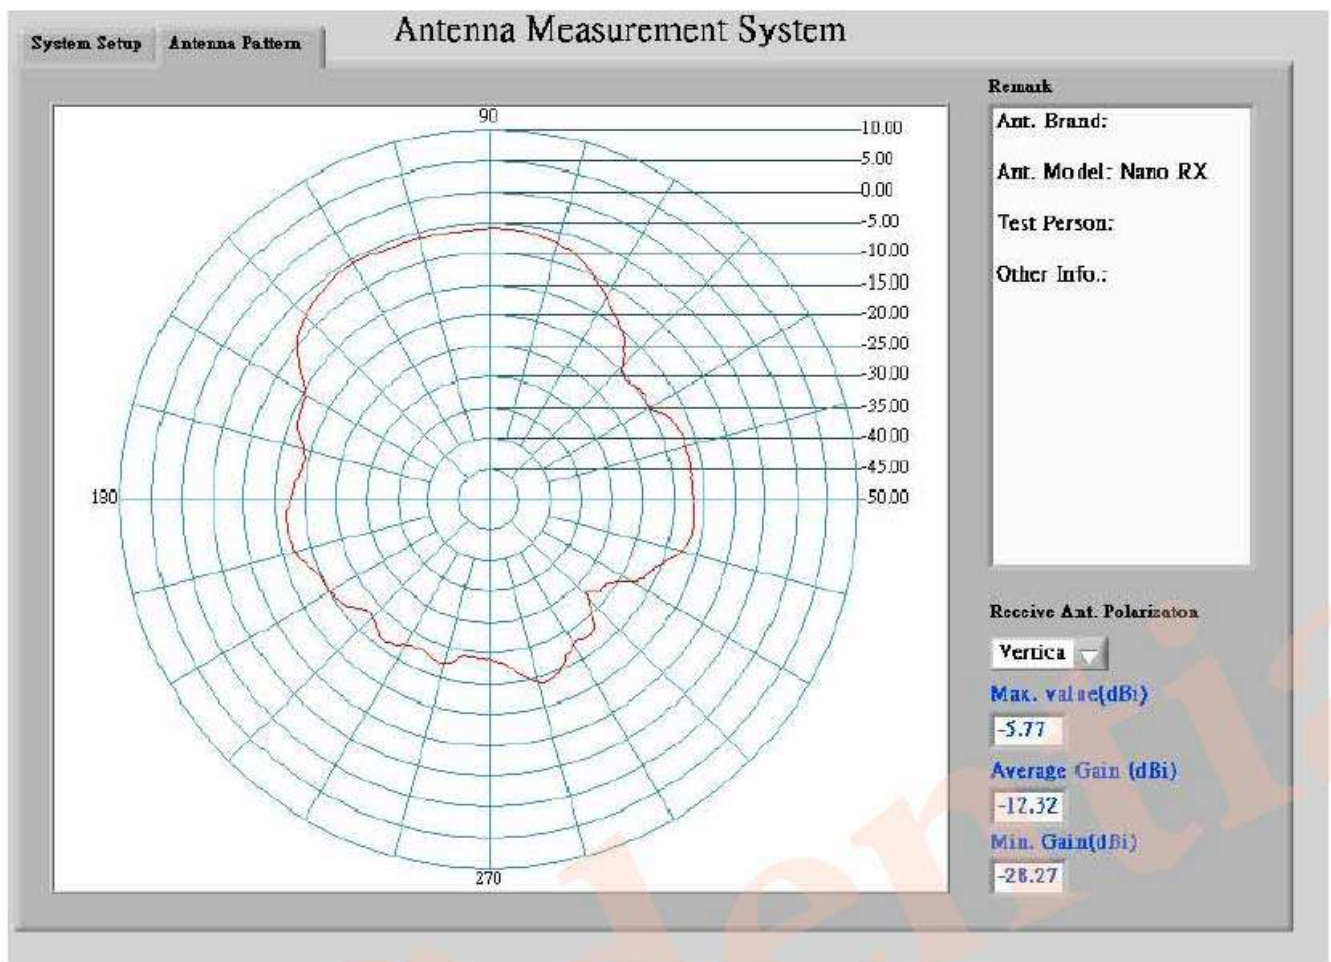 Antenna Measurement System
System Setup
Antenna Pattern
90
10.00
5.00
0.00
-5.00
-10.00
-15.00
-20.00
-25.00
-30.00
-35.00
-40.00
-45.00
-50.00
180
270
Remark
Ant. Brand:
Ant. Model: Nano RX
Test Person:
Other Info.:
Receive Ant. Polarizaton
Vertica
Max. value(dBi)
-5.77
Average Gain (dBi)
-12.32
Min. Gain(dBi)
-28.27